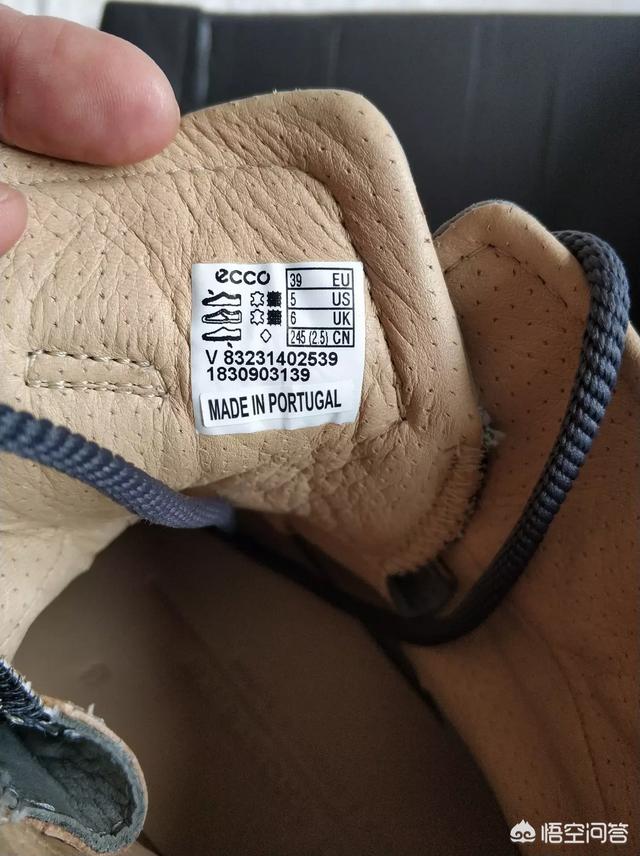 ecco
39 EU
5 US
6 UK
245 (2.5) CN
V 83231402539
1830903139
MADE IN PORTUGAL
悟空问答